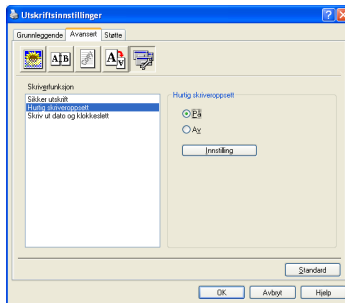 Utskriftsinnstillinger
Grunnleggende Avansert Støtte
Skriverfunksjon
Sikker utskrift
Hurtig skriveroppsett
Skriv ut dato og klokkeslett
Hurtig skriveroppsett
På
Av
Innstilling
Standard
OK Avbryt Hjelp